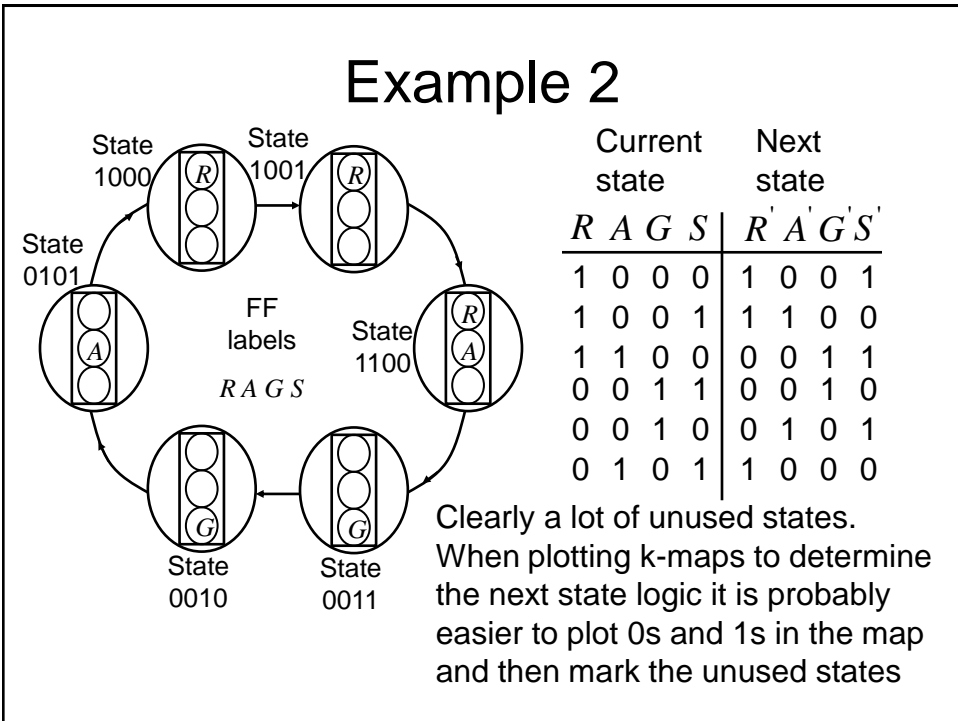 Example 2
State
1000
R
State
1001
R
State
0101
A
FF
labels
R A G S
State
1100
R
A
G
State
0010
G
State
0011
Current Next
state state
R A G S R' A' G' S'
1 0 0 0 1 0 0 1
1 0 0 1 1 1 0 0
1 1 0 0 0 0 1 1
0 0 1 1 0 0 1 0
0 0 1 0 0 1 0 1
0 1 0 1 1 0 0 0
Clearly a lot of unused states.
When plotting k-maps to determine
the next state logic it is probably
easier to plot 0s and 1s in the map
and then mark the unused states